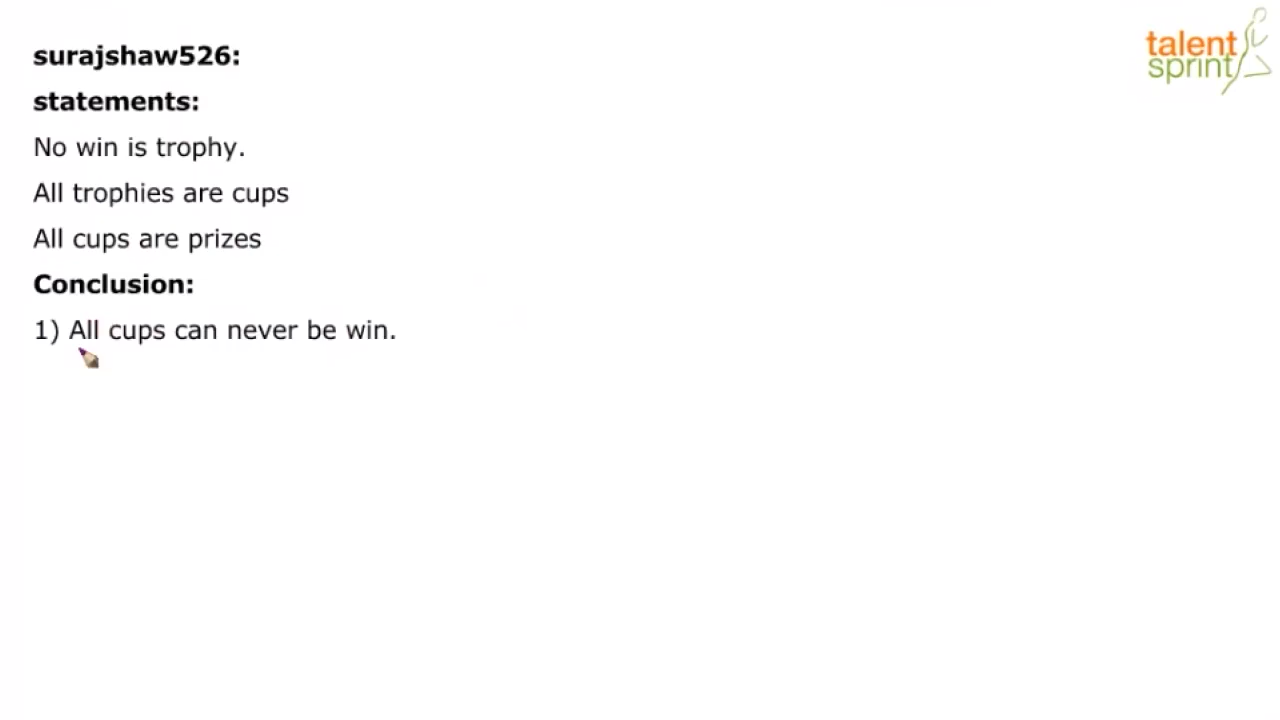 talent
sprint
surajshaw526:
statements:
No win is trophy.
All trophies are cups
All cups are prizes
Conclusion:
1) All cups can never be win.